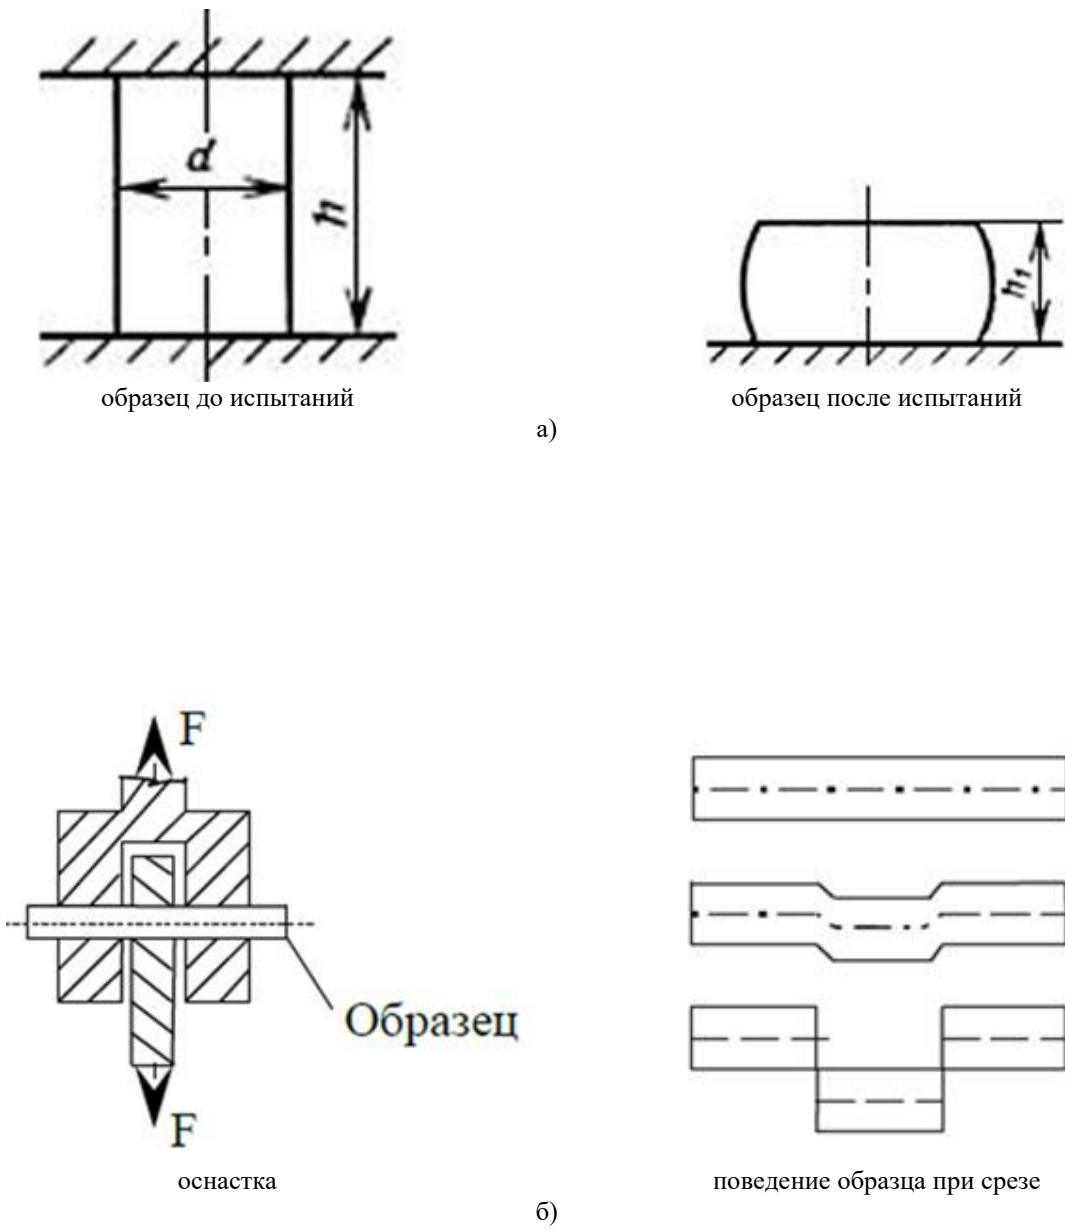 d
h
h₁
образец до испытаний
образец после испытаний
а)
F
Образец
F
оснастка
поведение образца при срезе
б)